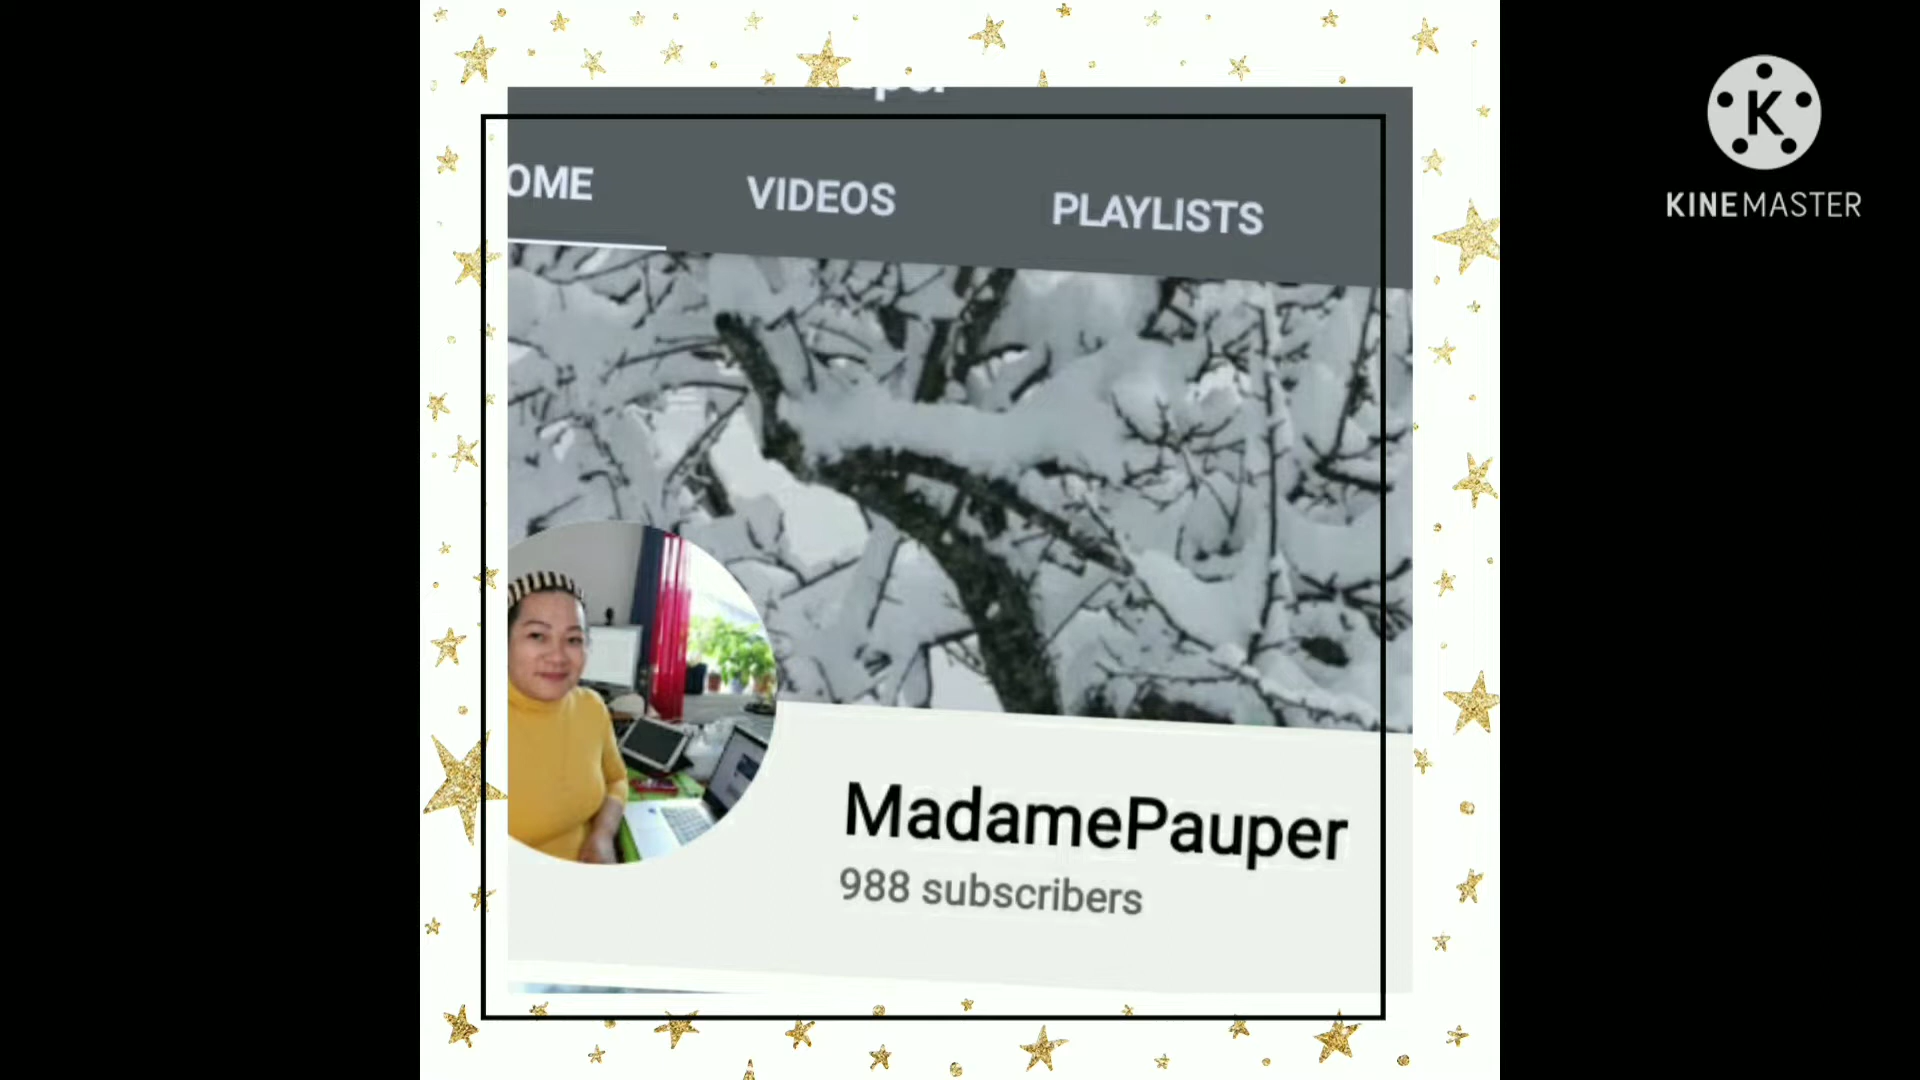 OME VIDEOS PLAYLISTS
K
KINEMASTER
MadamePauper
988 subscribers